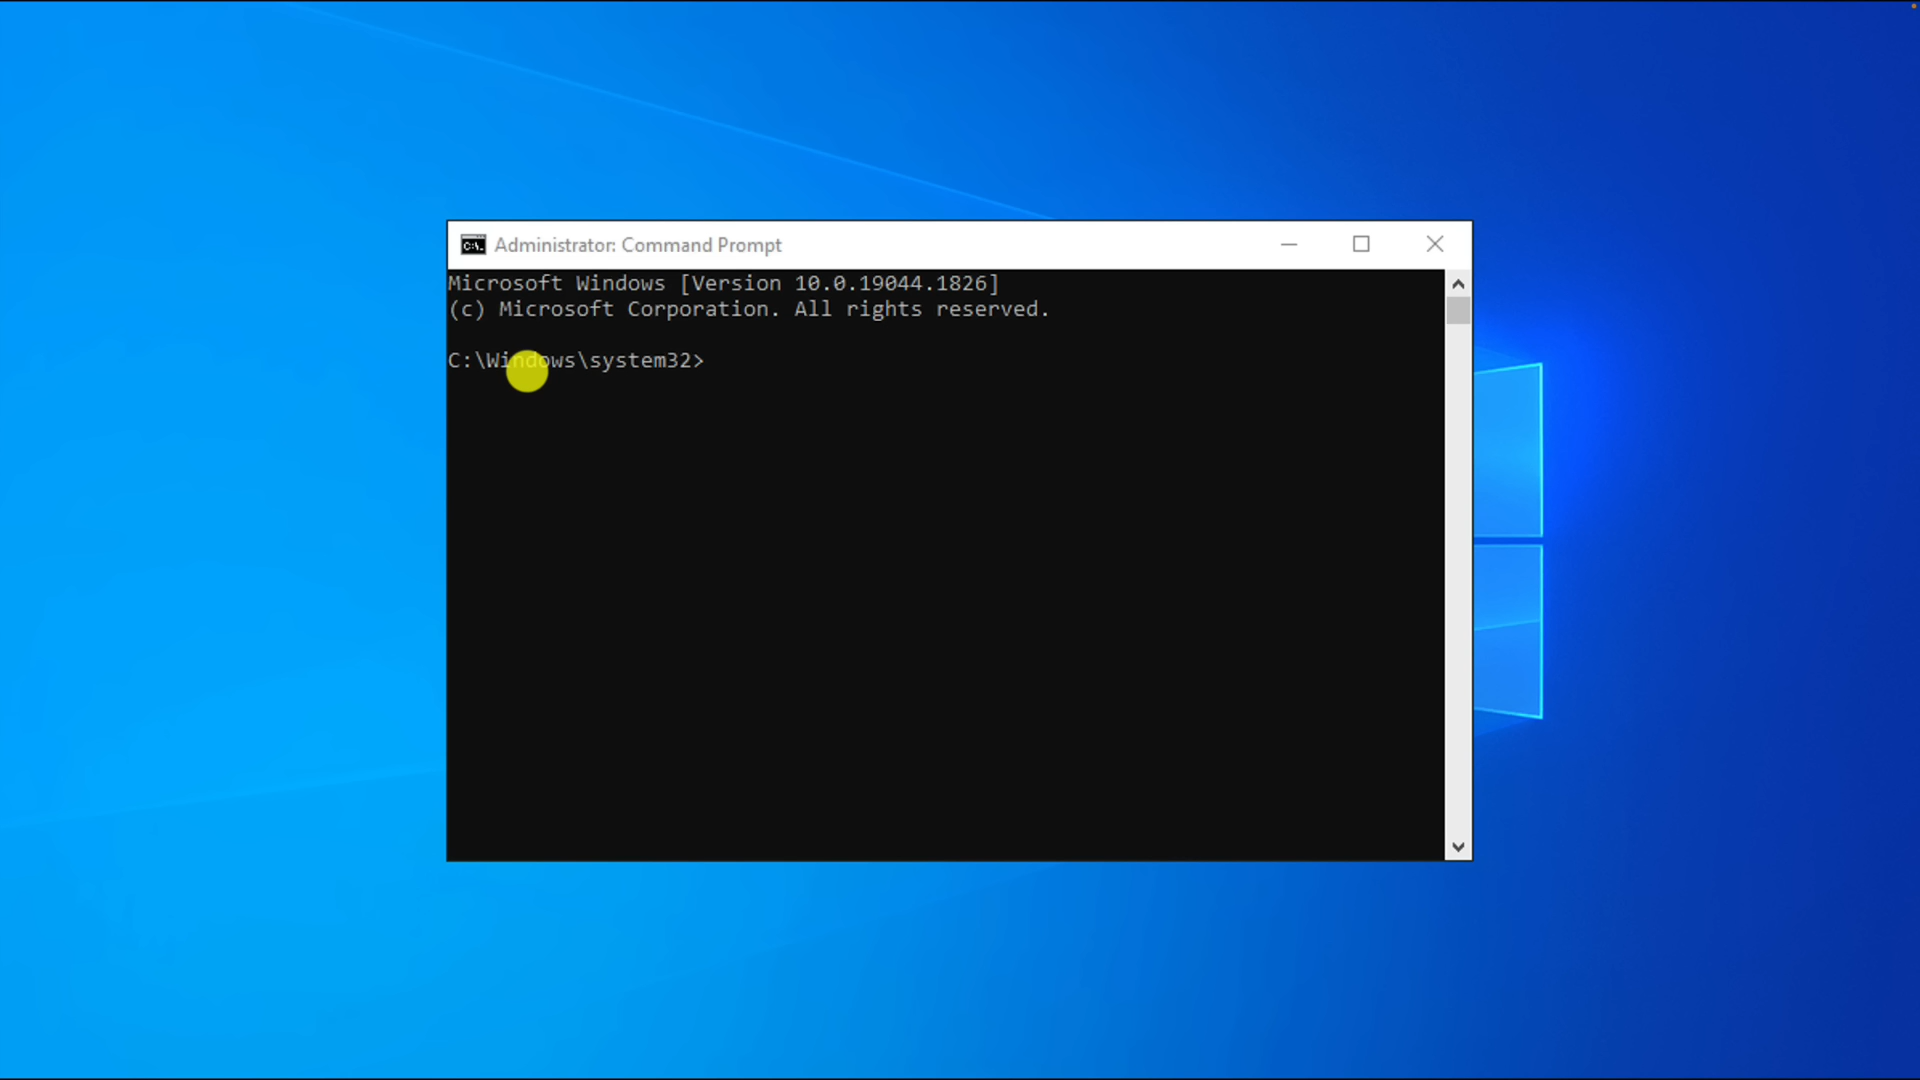 Administrator: Command Prompt
Microsoft Windows [Version 10.0.19044.1826]
(c) Microsoft Corporation. All rights reserved.
C:\Windows\system32>